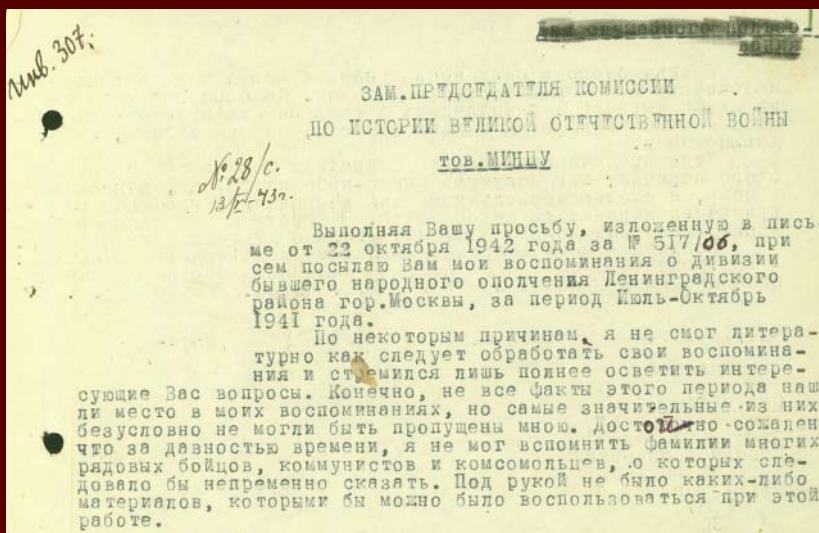 инв. 307.
для служебного пользо-
вания
ЗАМ.ПРЕДСЕДАТЕЛЯ КОМИССИИ
ПО ИСТОРИИ ВЕЛИКОЙ ОТЕЧЕСТВЕННОЙ ВОЙНЫ
тов.МИНЦУ
№ 28/с.
Выполняя Вашу просьбу, изложенную в пись-
ме от 22 октября 1942 года за № 517/06, при
сем посылаю Вам мои воспоминания о дивизии
бывшего народного ополчения Ленинградского
района гор.Москвы, за период Июль-Октябрь
1941 года.
По некоторым причинам, я не смог литера-
турно как следует обработать свои воспомина-
ния и стремился лишь полнее осветить интере-
сующие Вас вопросы. Конечно, не все факты этого периода наш
ли место в моих воспоминаниях, но самые значительные из них
безусловно не могли быть пропущены мною. Достойно сожален
что за давностью времени, я не мог вспомнить фамилии многих
рядовых бойцов, коммунистов и комсомольцев, о которых сле-
довало бы непременно сказать. Под рукой не было каких-либо
материалов, которыми бы можно было воспользоваться при этой
работе.